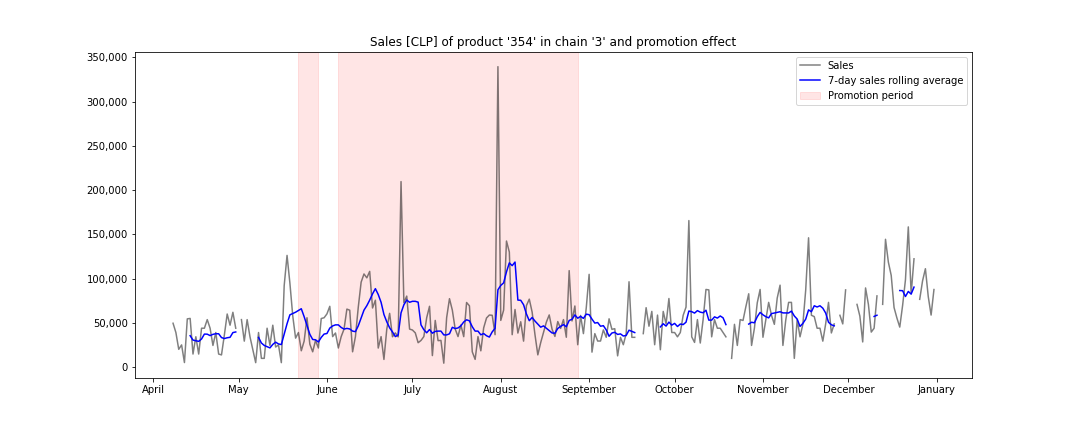 Sales [CLP] of product '354' in chain '3' and promotion effect
350,000
300,000
250,000
200,000
150,000
100,000
50,000
0
Sales
7-day sales rolling average
Promotion period
April May June July August September October November December January